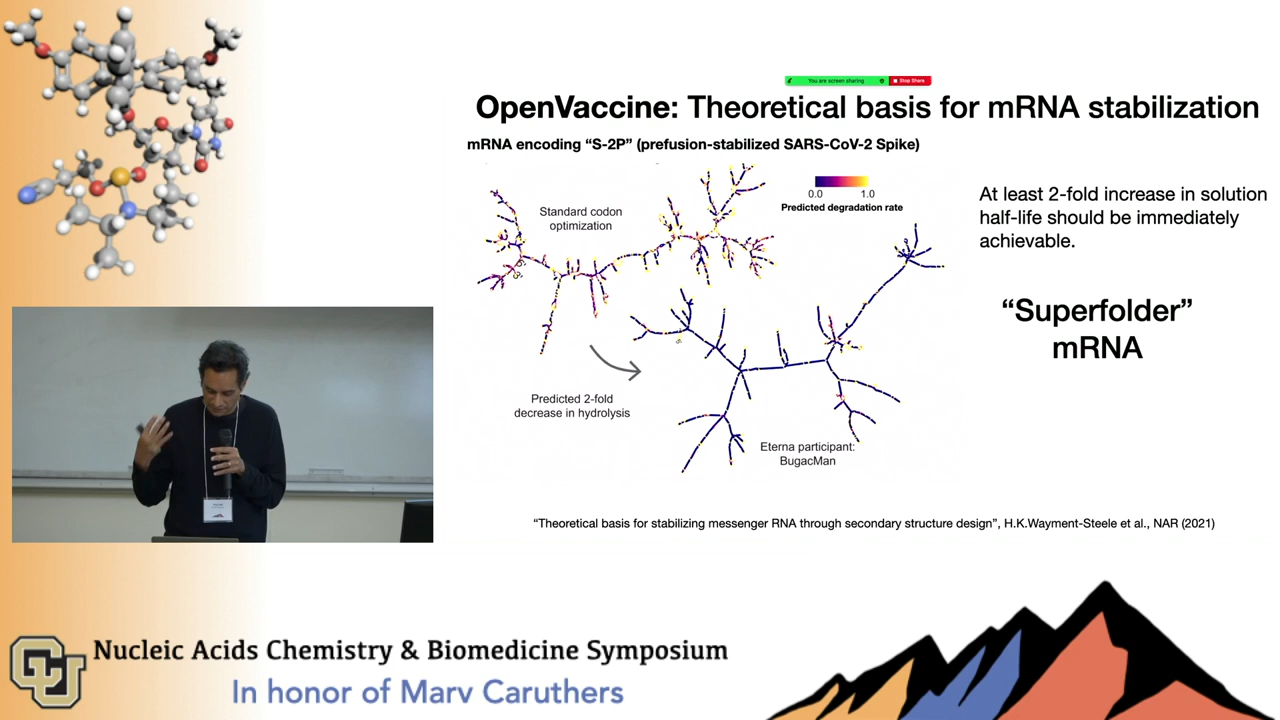 You are screen sharing
Stop Share
OpenVaccine: Theoretical basis for mRNA stabilization
mRNA encoding “S-2P” (prefusion-stabilized SARS-CoV-2 Spike)
0.0 1.0
Predicted degradation rate
Standard codon
optimization
At least 2-fold increase in solution
half-life should be immediately
achievable.
“Superfolder”
mRNA
Predicted 2-fold
decrease in hydrolysis
Eterna participant:
BugacMan
“Theoretical basis for stabilizing messenger RNA through secondary structure design”, H.K.Wayment-Steele et al., NAR (2021)
CU
Nucleic Acids Chemistry & Biomedicine Symposium
In honor of Marv Caruthers